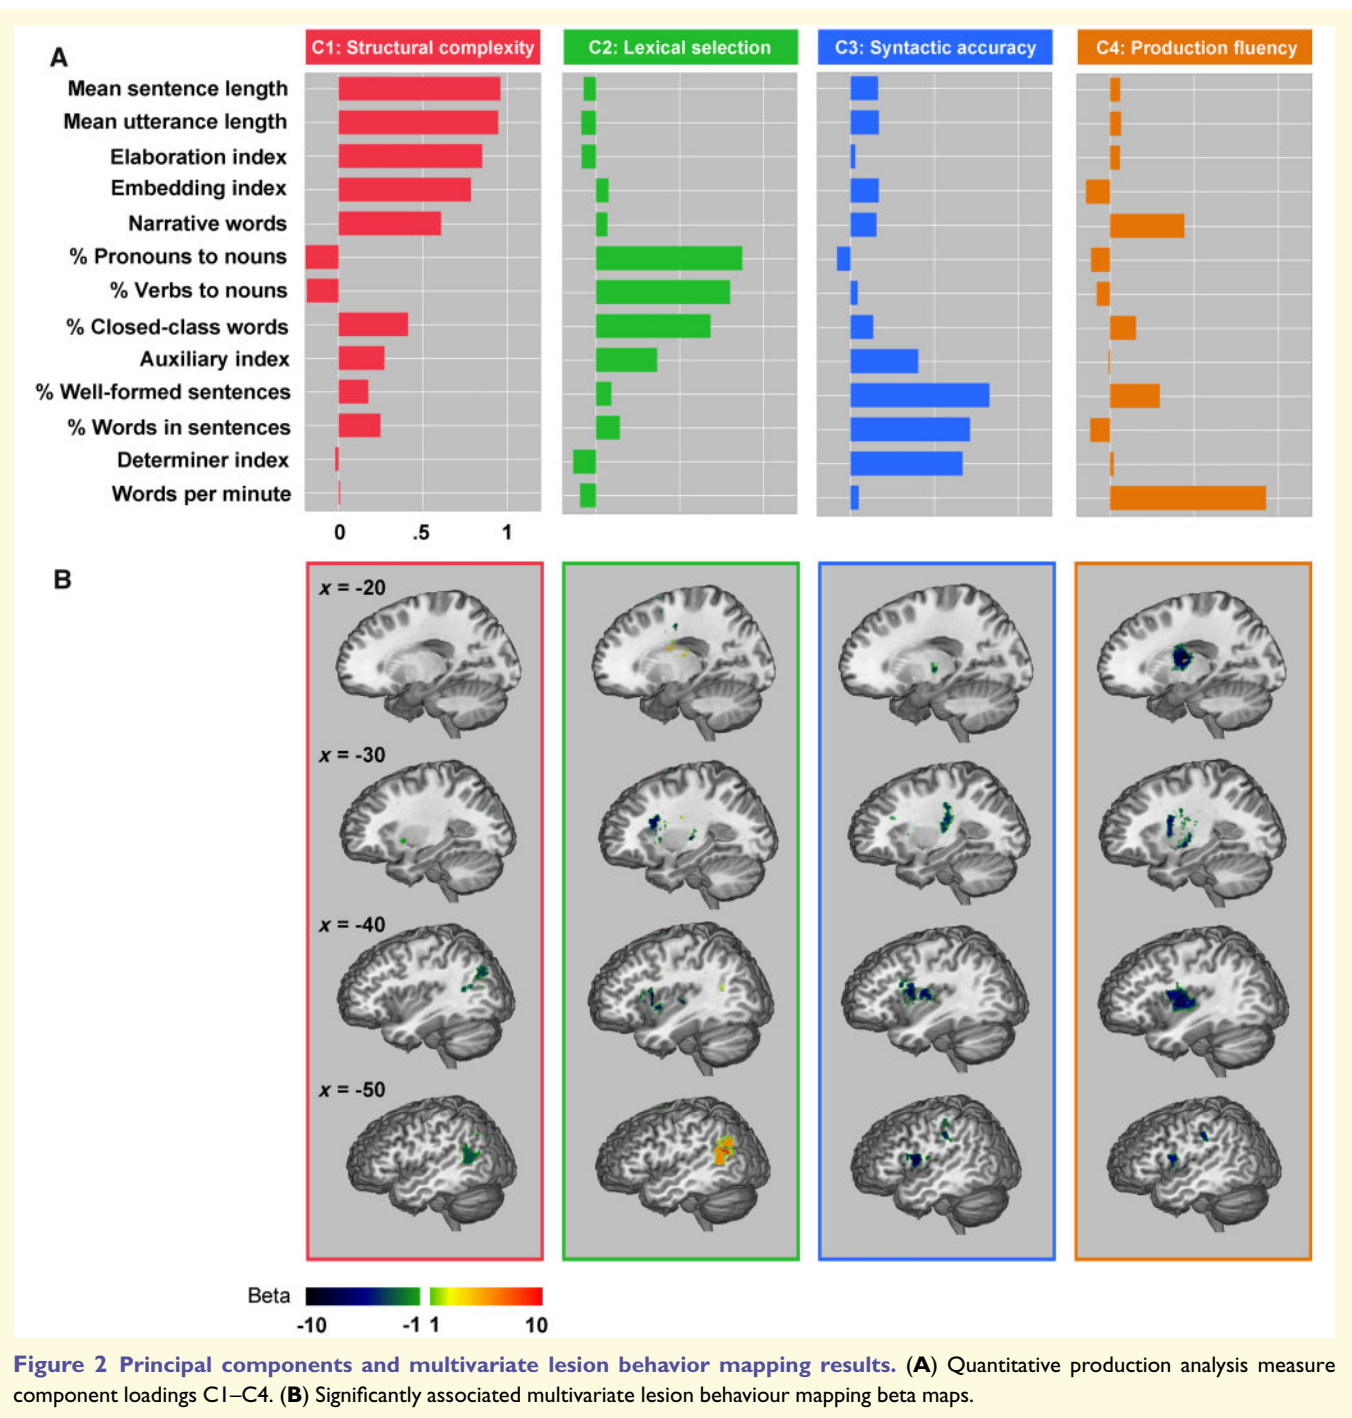 A
C1: Structural complexity
C2: Lexical selection
C3: Syntactic accuracy
C4: Production fluency
Mean sentence length
Mean utterance length
Elaboration index
Embedding index
Narrative words
% Pronouns to nouns
% Verbs to nouns
% Closed-class words
Auxiliary index
% Well-formed sentences
% Words in sentences
Determiner index
Words per minute
0 .5 1
B
x = -20
x = -30
x = -40
x = -50
Beta
-10 -1 1 10
Figure 2 Principal components and multivariate lesion behavior mapping results. (A) Quantitative production analysis measure
component loadings C1–C4. (B) Significantly associated multivariate lesion behaviour mapping beta maps.